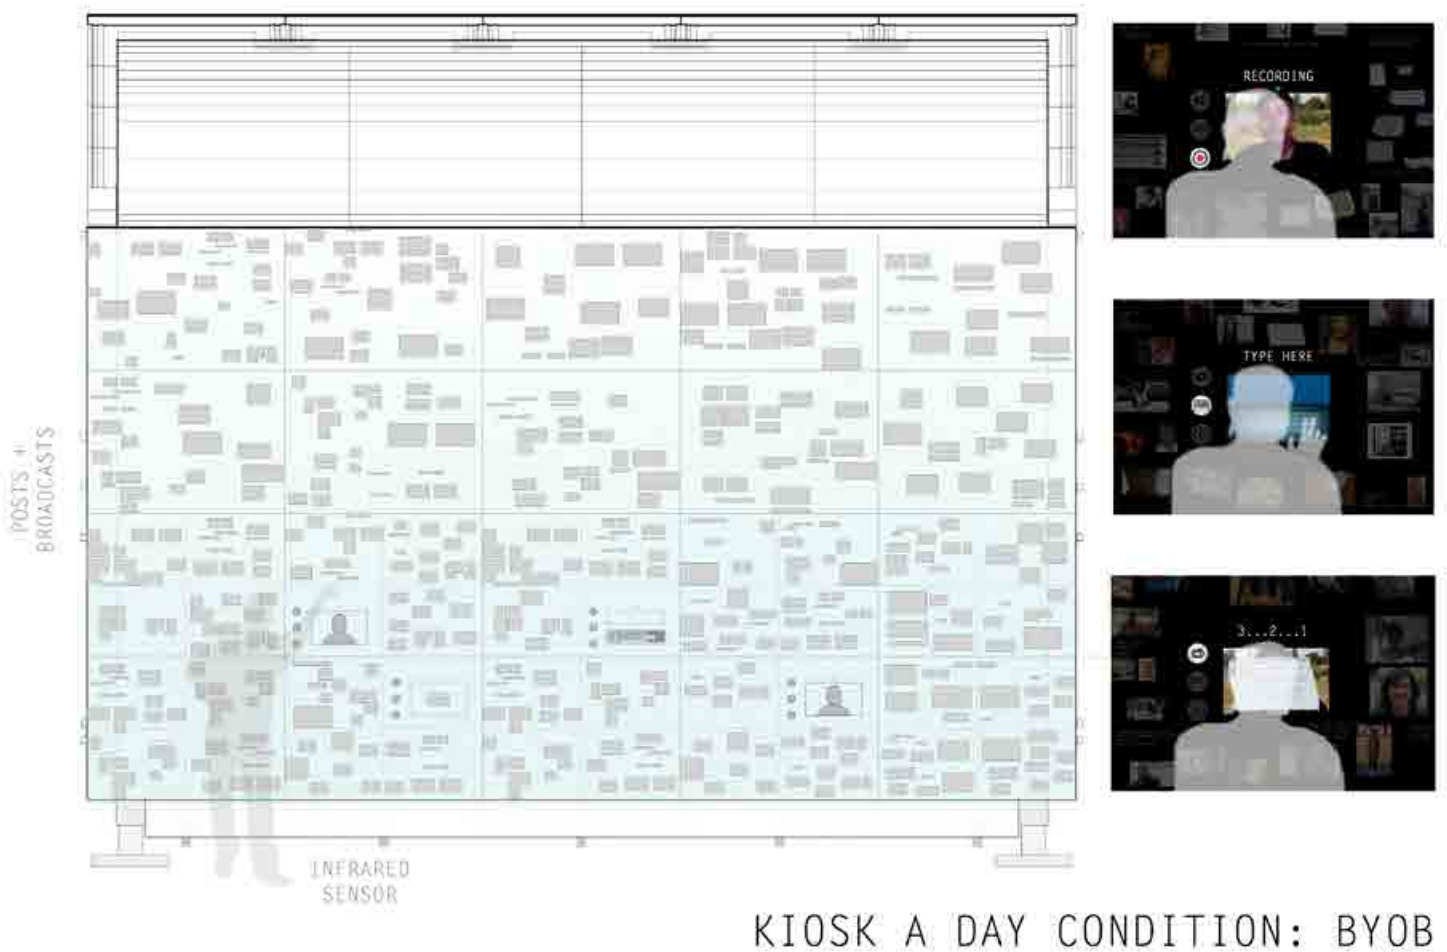 RECORDING
TYPE HERE
3...2...1
POSTS +
BROADCASTS
INFRARED
SENSOR
KIOSK A DAY CONDITION: BYOB